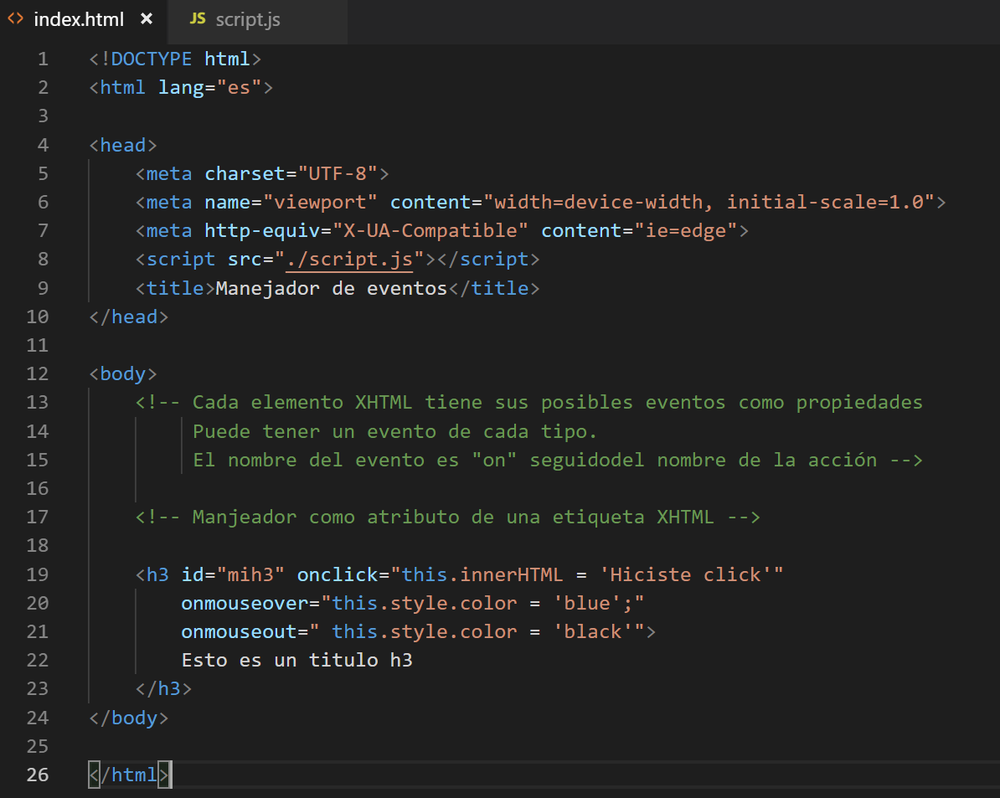 <> index.html × JS script.js
1 <!DOCTYPE html>
2 <html lang="es">
3
4 <head>
5 <meta charset="UTF-8">
6 <meta name="viewport" content="width=device-width, initial-scale=1.0">
7 <meta http-equiv="X-UA-Compatible" content="ie=edge">
8 <script src="./script.js"></script>
9 <title>Manejador de eventos</title>
10 </head>
11
12 <body>
13 <!-- Cada elemento XHTML tiene sus posibles eventos como propiedades
14 Puede tener un evento de cada tipo.
15 El nombre del evento es "on" seguidodel nombre de la acción -->
16
17 <!-- Manjeador como atributo de una etiqueta XHTML -->
18
19 <h3 id="mih3" onclick="this.innerHTML = 'Hiciste click'"
20 onmouseover="this.style.color = 'blue';"
21 onmouseout=" this.style.color = 'black'">
22 Esto es un titulo h3
23 </h3>
24 </body>
25
26 </html>